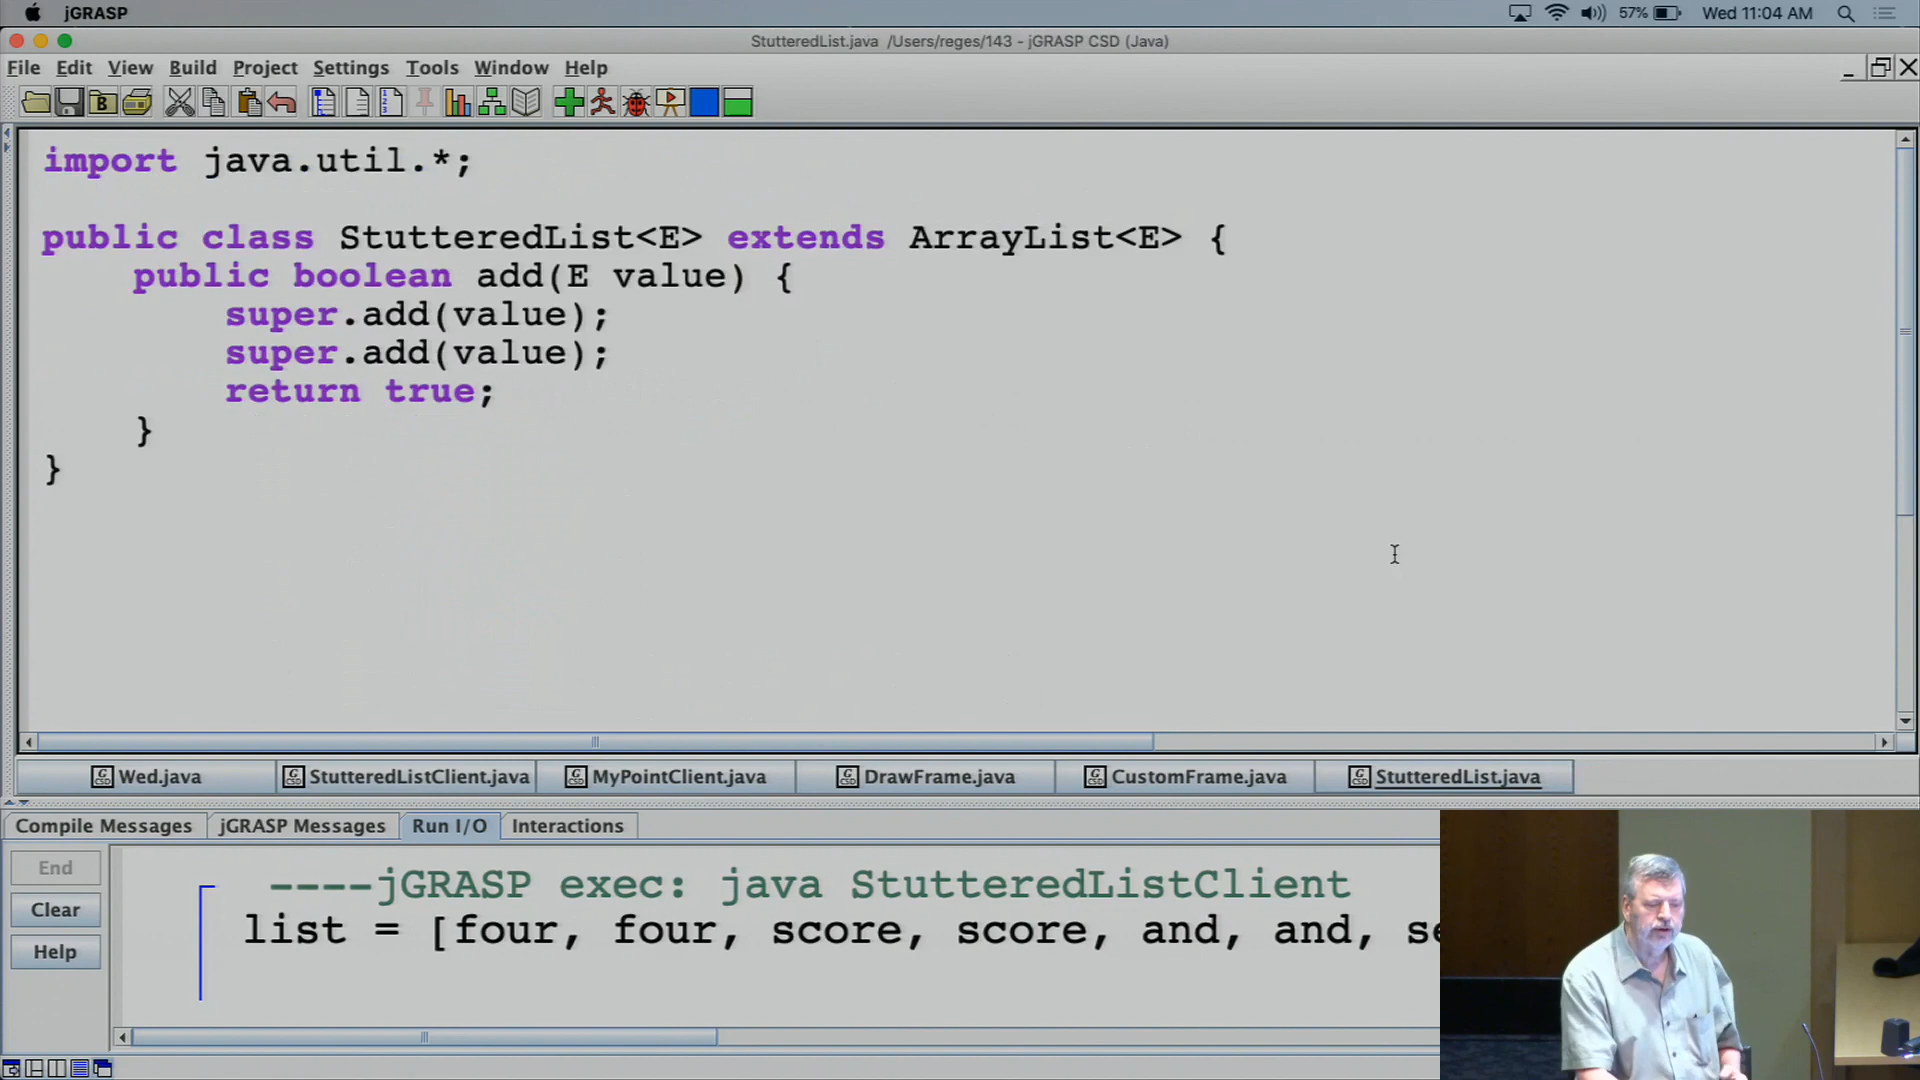 jGRASP
57% Wed 11:04 AM
StutteredList.java /Users/reges/143 - jGRASP CSD (Java)
File Edit View Build Project Settings Tools Window Help
import java.util.*;
public class StutteredList<E> extends ArrayList<E> {
public boolean add(E value) {
super.add(value);
super.add(value);
return true;
}
}
Wed.java StutteredListClient.java MyPointClient.java DrawFrame.java CustomFrame.java StutteredList.java
Compile Messages jGRASP Messages Run I/O Interactions
End
Clear
Help
----jGRASP exec: java StutteredListClient
list = [four, four, score, score, and, and, se